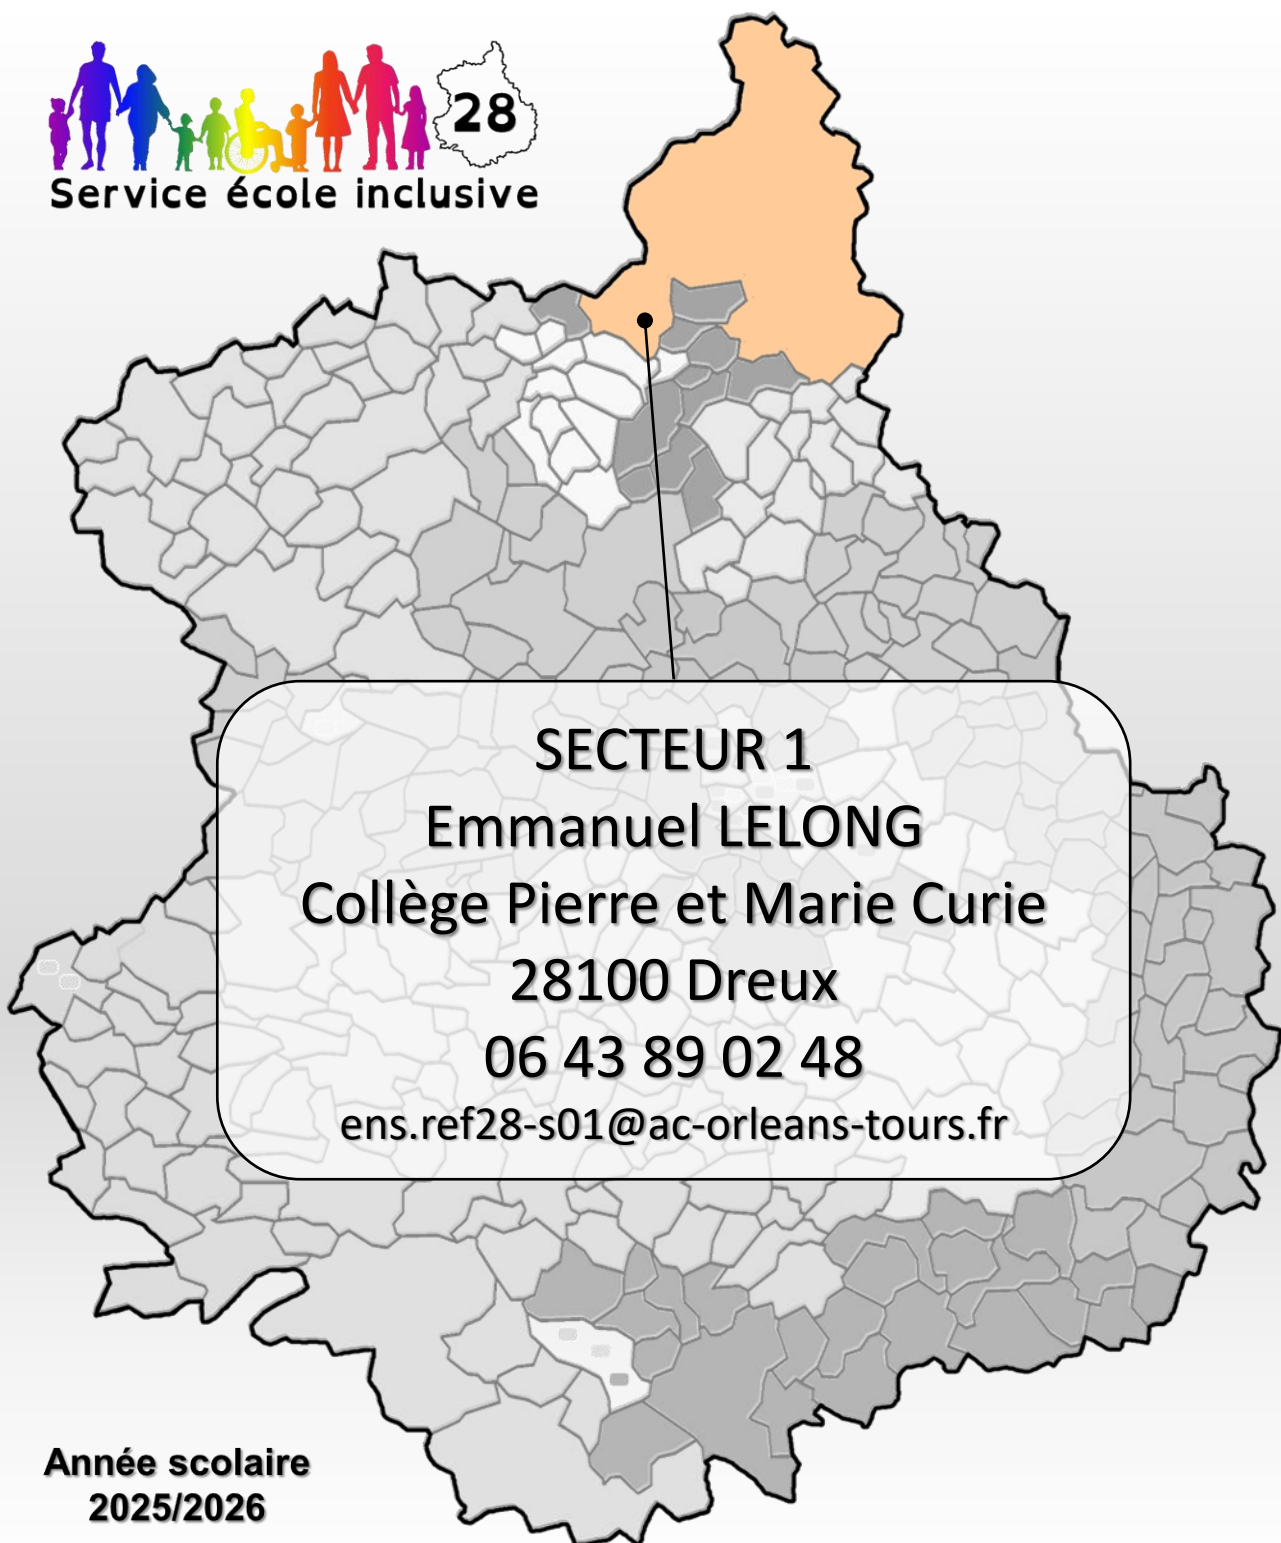 28
Service école inclusive
SECTEUR 1
Emmanuel LELONG
Collège Pierre et Marie Curie
28100 Dreux
06 43 89 02 48
ens.ref28-s01@ac-orleans-tours.fr
Année scolaire
2025/2026